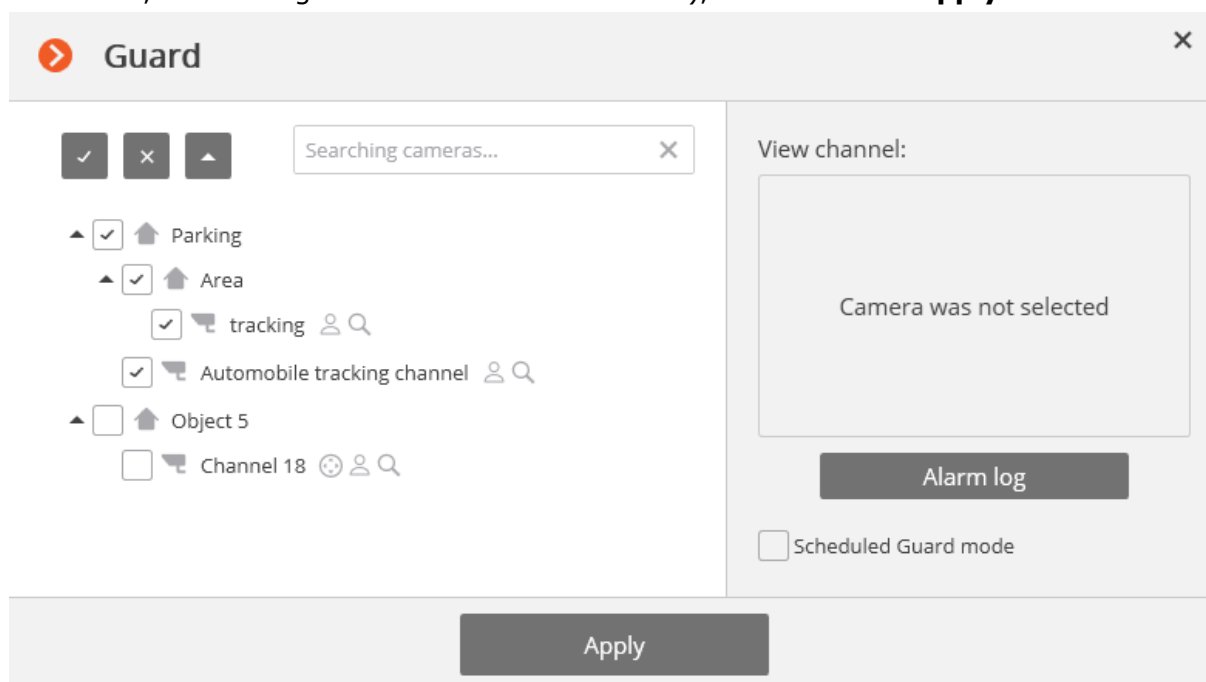 Guard
Searching cameras...
Parking
Area
tracking
Automobile tracking channel
Object 5
Channel 18
View channel:
Camera was not selected
Alarm log
Scheduled Guard mode
Apply